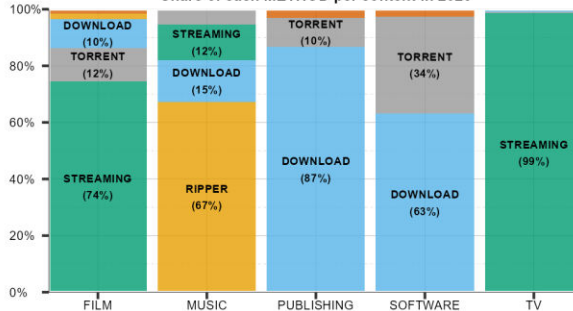 100%
80%
60%
40%
20%
0%
DOWNLOAD
(10%)
TORRENT
(12%)
STREAMING
(74%)
STREAMING
(12%)
DOWNLOAD
(15%)
RIPPER
(67%)
TORRENT
(10%)
DOWNLOAD
(87%)
TORRENT
(34%)
DOWNLOAD
(63%)
STREAMING
(99%)
FILM
MUSIC
PUBLISHING
SOFTWARE
TV